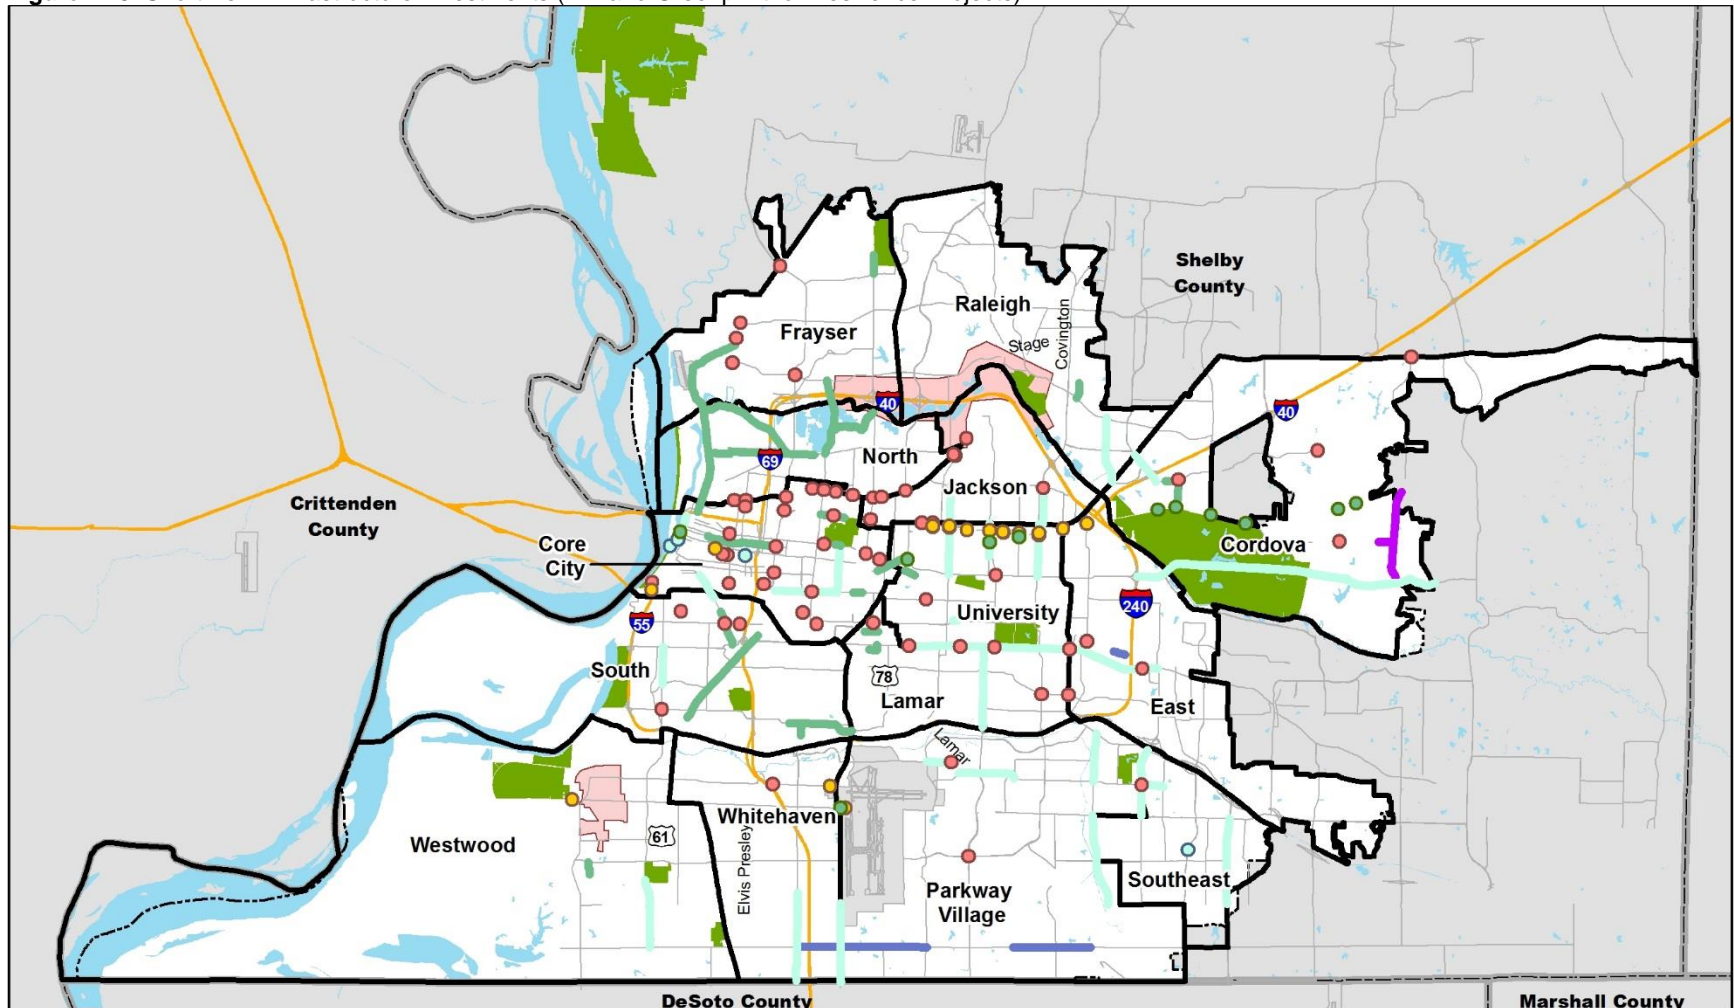 Shelby
County
Raleigh
Frayser
Stage
Covington
40
40
69
North
Jackson
Crittenden
County
Core
City
Cordova
University
240
55
South
78
Lamar
East
Lamar
Whitehaven
61
Westwood
Elvis Presley
Parkway
Village
Southeast
DeSoto County
Marshall County